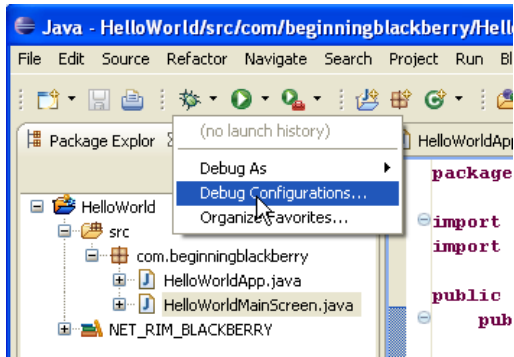 Java - HelloWorld/src/com/beginningblackberry/Hell
File Edit Source Refactor Navigate Search Project Run Bl
(no launch history)
Debug As
Debug Configurations...
Organize Favorites...
Package Explor
HelloWorldApp
HelloWorld
src
com.beginningblackberry
HelloWorldApp.java
HelloWorldMainScreen.java
NET_RIM_BLACKBERRY
package
import
import
public
pub